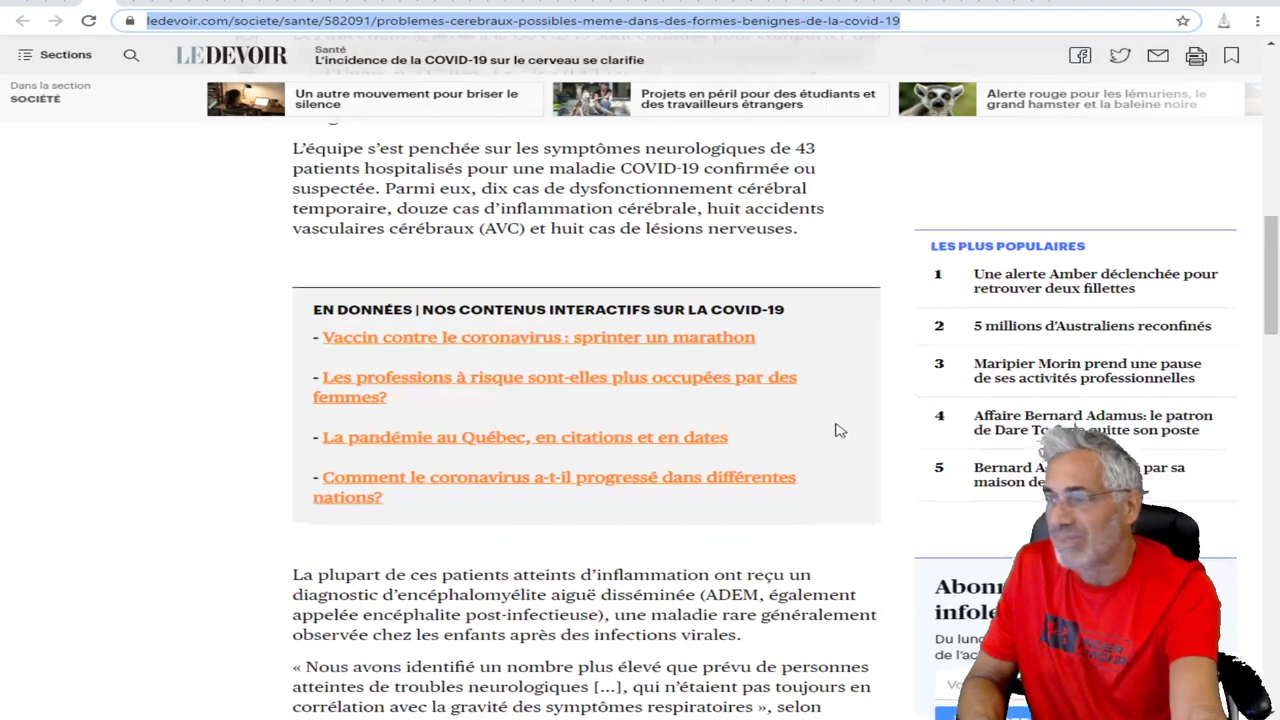 ledevoir.com/societe/sante/582091/problemes-cerebraux-possibles-meme-dans-des-formes-benignes-de-la-covid-19
Sections
LE DEVOIR
Santé
L'incidence de la COVID-19 sur le cerveau se clarifie
Dans la section
SOCIÉTÉ
Un autre mouvement pour briser le
silence
Projets en péril pour des étudiants et
des travailleurs étrangers
Alerte rouge pour les lémuriens, le
grand hamster et la baleine noire
L'équipe s'est penchée sur les symptômes neurologiques de 43
patients hospitalisés pour une maladie COVID-19 confirmée ou
suspectée. Parmi eux, dix cas de dysfonctionnement cérébral
temporaire, douze cas d'inflammation cérébrale, huit accidents
vasculaires cérébraux (AVC) et huit cas de lésions nerveuses.
EN DONNÉES | NOS CONTENUS INTERACTIFS SUR LA COVID-19
- Vaccin contre le coronavirus : sprinter un marathon
- Les professions à risque sont-elles plus occupées par des
femmes?
- La pandémie au Québec, en citations et en dates
- Comment le coronavirus a-t-il progressé dans différentes
nations?
La plupart de ces patients atteints d'inflammation ont reçu un
diagnostic d'encéphalomyélite aiguë disséminée (ADEM, également
appelée encéphalite post-infectieuse), une maladie rare généralement
observée chez les enfants après des infections virales.
« Nous avons identifié un nombre plus élevé que prévu de personnes
atteintes de troubles neurologiques [...], qui n'étaient pas toujours en
corrélation avec la gravité des symptômes respiratoires », selon
LES PLUS POPULAIRES
1 Une alerte Amber déclenchée pour
retrouver deux fillettes
2 5 millions d'Australiens reconfinés
3 Maripier Morin prend une pause
de ses activités professionnelles
4 Affaire Bernard Adamus: le patron
de Dare quitte son poste
5 Bernard par sa
maison de
Du
de l'ac